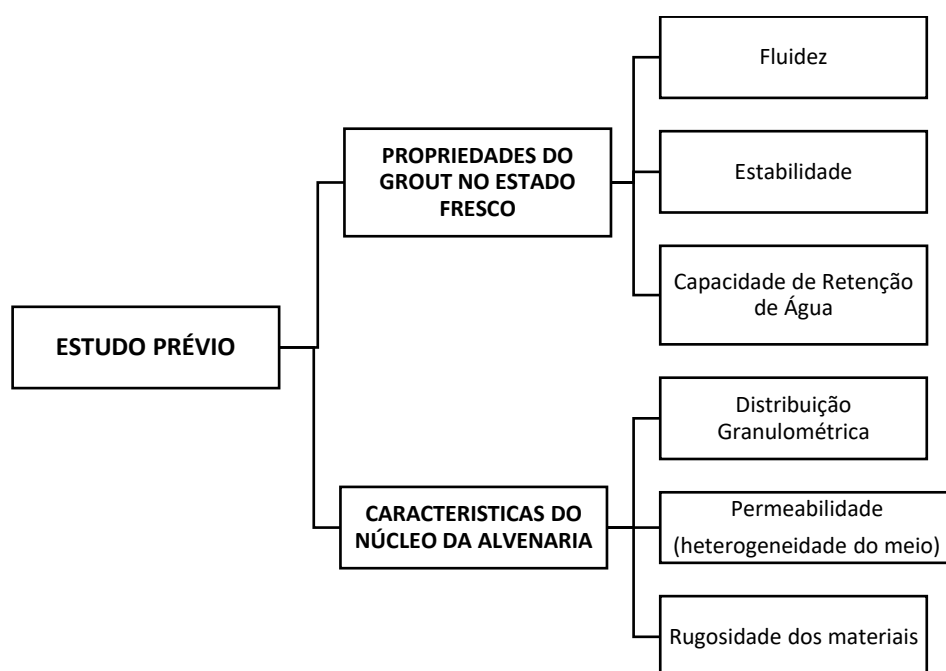 ESTUDO PRÉVIO
PROPRIEDADES DO
GROUT NO ESTADO
FRESCO
Fluidez
Estabilidade
Capacidade de Retenção
de Água
CARACTERISTICAS DO
NÚCLEO DA ALVENARIA
Distribuição
Granulométrica
Permeabilidade
(heterogeneidade do meio)
Rugosidade dos materiais